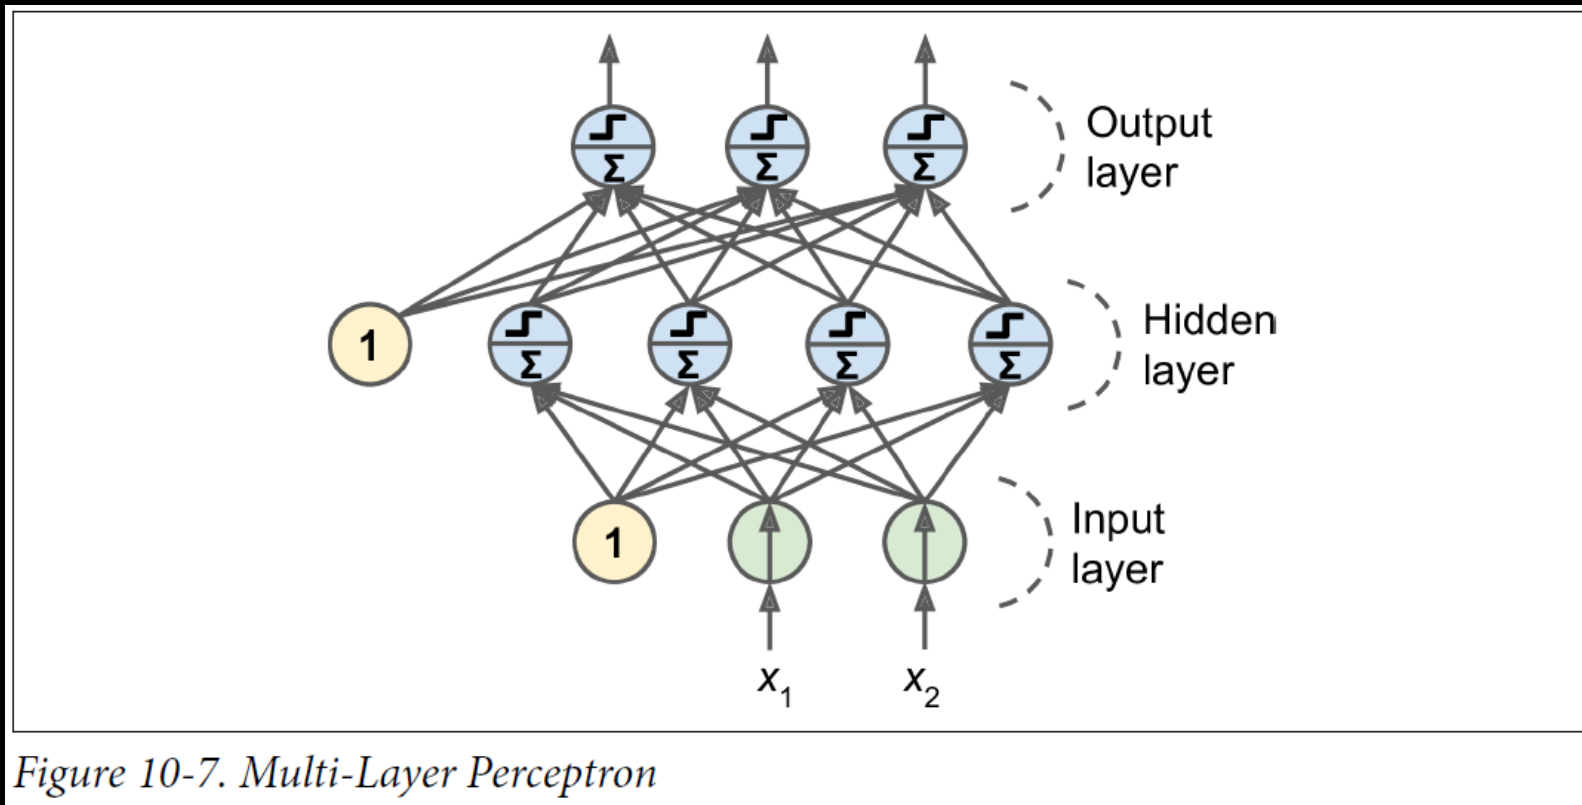 Σ Σ Σ
Output
layer
1 Σ Σ Σ Σ
Hidden
layer
1
Input
layer
x1 x2
Figure 10-7. Multi-Layer Perceptron